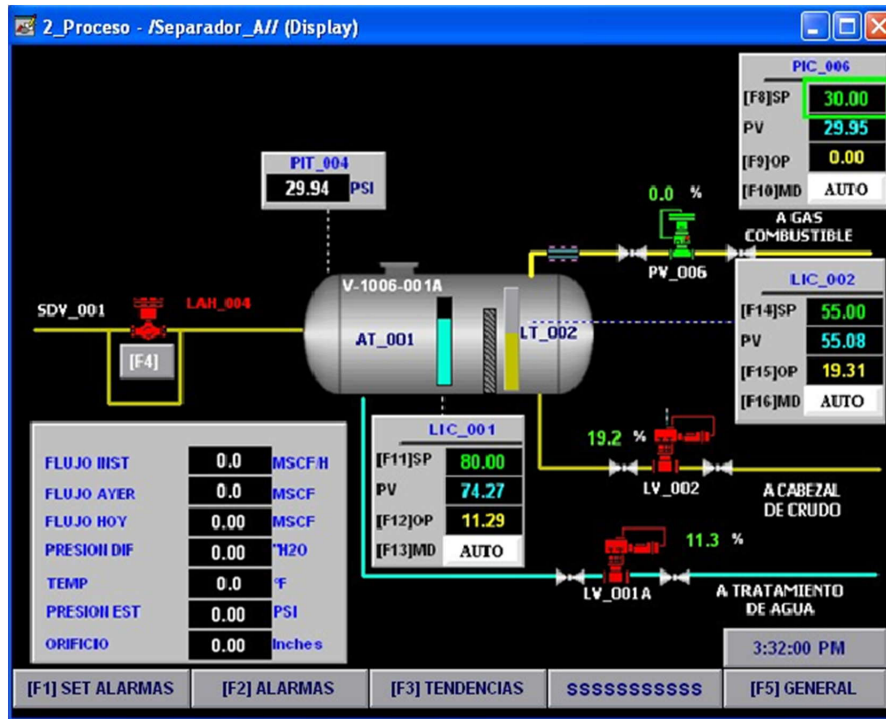 2_Proceso - /Separador_A// (Display)
PIC_006
[F8]SP 30.00
PV 29.95
[F9]OP 0.00
[F10]MD AUTO
PIT_004
29.94 PSI
0.0 %
A GAS
COMBUSTIBLE
PV_006
V-1006-001A
SDV_001
LAH_004
[F4]
AT_001
LT_002
LIC_002
[F14]SP 55.00
PV 55.08
[F15]OP 19.31
[F16]MD AUTO
LIC_001
[F11]SP 80.00
PV 74.27
[F12]OP 11.29
[F13]MD AUTO
19.2 %
LV_002
A CABEZAL
DE CRUDO
11.3 %
LV_001A
A TRATAMIENTO
DE AGUA
FLUJO INST 0.0 MSCF/H
FLUJO AYER 0.0 MSCF
FLUJO HOY 0.00 MSCF
PRESION DIF 0.00 "H2O
TEMP 0.0 °F
PRESION EST 0.00 PSI
ORIFICIO 0.00 Inches
3:32:00 PM
[F1] SET ALARMAS
[F2] ALARMAS
[F3] TENDENCIAS
SSSSSSSSSSS
[F5] GENERAL